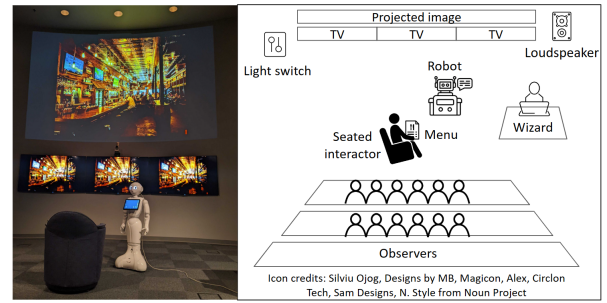 Projected image
TV TV TV
Loudspeaker
Light switch
Robot
Menu
Seated
interactor
Wizard
Observers
Icon credits: Silviu Ojog, Designs by MB, Magicon, Alex, Circlon
Tech, Sam Designs, N. Style from Noun Project